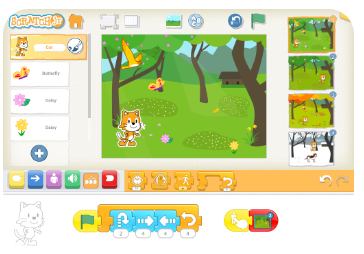 SCRATCHJr
Cat
Butterfly
Daisy
Daisy
2 4 4 4